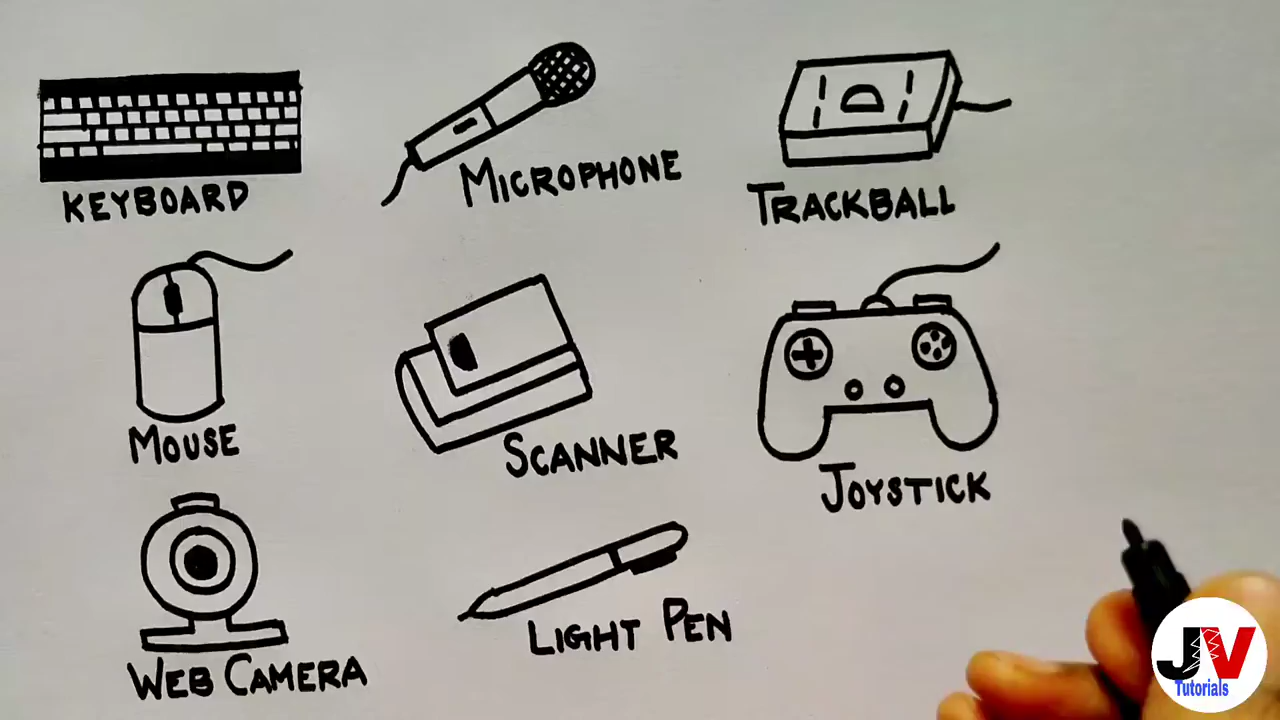 KEYBOARD
MICROPHONE
TRACKBALL
MOUSE
SCANNER
JOYSTICK
WEB CAMERA
LIGHT PEN
JV
Tutorials